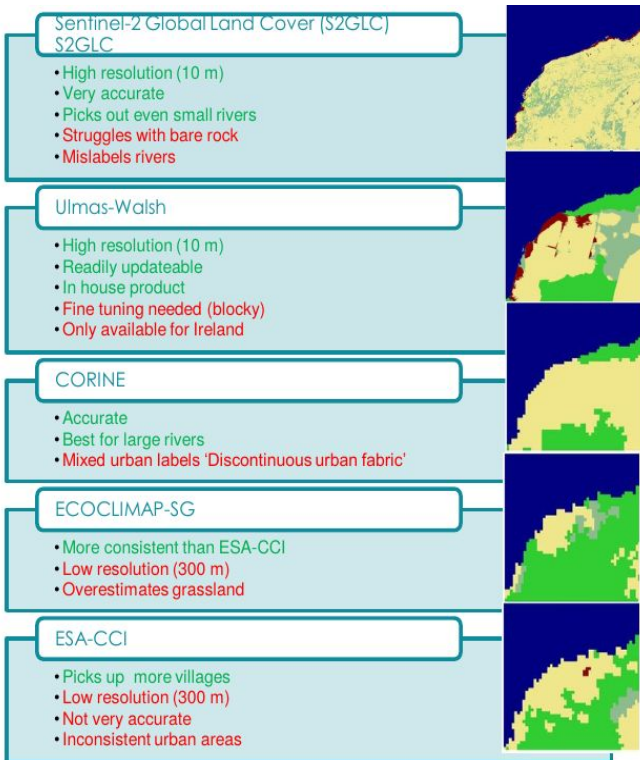 Sentinel-2 Global Land Cover (S2GLC)
S2GLC
• High resolution (10 m)
• Very accurate
• Picks out even small rivers
• Struggles with bare rock
• Mislabels rivers
Ulmas-Walsh
• High resolution (10 m)
• Readily updateable
• In house product
• Fine tuning needed (blocky)
• Only available for Ireland
CORINE
• Accurate
• Best for large rivers
• Mixed urban labels ‘Discontinuous urban fabric’
ECOCLIMAP-SG
• More consistent than ESA-CCI
• Low resolution (300 m)
• Overestimates grassland
ESA-CCI
• Picks up more villages
• Low resolution (300 m)
• Not very accurate
• Inconsistent urban areas